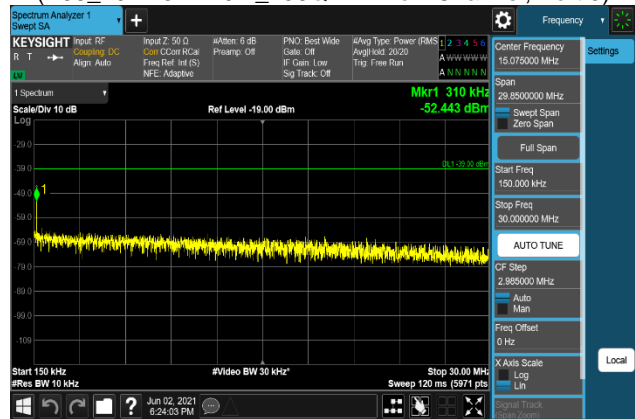 Spectrum Analyzer 1
Swept SA
Frequency
KEYSIGHT
R T
Input: RF
Coupling: DC
Align: Auto
Input Z: 50 Ω
Corr CCorr RCal
Freq Ref: Int (S)
NFE: Adaptive
#Atten: 6 dB
Preamp: Off
PNO: Best Wide
Gate: Off
IF Gain: Low
Sig Track: Off
#Avg Type: Power (RMS
Avg|Hold: 20/20
Trig: Free Run
1 2 3 4 5 6
A W W W W W
A N N N N N
1 Spectrum
Scale/Div 10 dB
Log
Ref Level -19.00 dBm
Mkr1 310 kHz
-52.443 dBm
DL1 -39.00 dBm
-29.0
-39.0
-49.0
-59.0
-69.0
-79.0
-89.0
-99.0
-109
1
Start 150 kHz
#Res BW 10 kHz
#Video BW 30 kHz*
Stop 30.00 MHz
Sweep 120 ms (5971 pts
Center Frequency
15.075000 MHz
Settings
Span
29.8500000 MHz
Swept Span
Zero Span
Full Span
Start Freq
150.000 kHz
Stop Freq
30.000000 MHz
AUTO TUNE
CF Step
2.985000 MHz
Auto
Man
Freq Offset
0 Hz
X Axis Scale
Log
Lin
Local
Signal Track
(Span Zoom)
Jun 02, 2021
6:24:03 PM